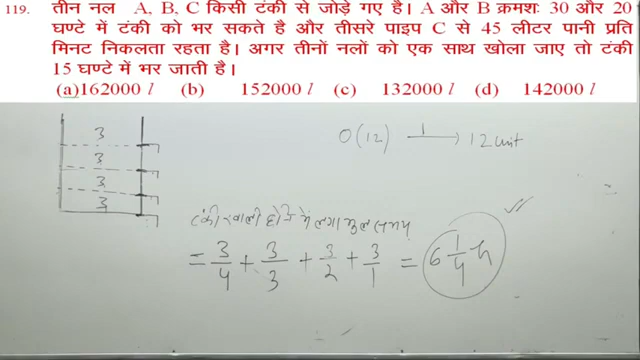 119. तीन नल A, B, C किसी टंकी से जोड़े गए है। A और B क्रमशः 30 और 20
घण्टे में टंकी को भर सकते है और तीसरे पाइप C से 45 लीटर पानी प्रति
मिनट निकलता रहता है। अगर तीनों नलों को एक साथ खोला जाए तो टंकी
15 घण्टे में भर जाती है।
(a)162000 l (b) 152000 l (c) 132000 l (d) 142000 l
3
3
3
3
0(12) 1 12 unit
टंकी खाली होने में लगा कुल समय
= 3/4 + 3/3 + 3/2 + 3/1 = 6 1/4 h